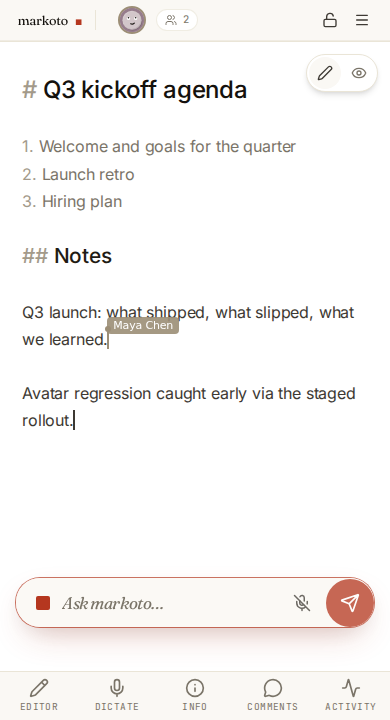 markoto
2
# Q3 kickoff agenda
1. Welcome and goals for the quarter
2. Launch retro
3. Hiring plan
## Notes
Q3 launch: what shipped, what slipped, what
we learned.
Maya Chen
Avatar regression caught early via the staged
rollout.
Ask markoto...
EDITOR
DICTATE
INFO
COMMENTS
ACTIVITY